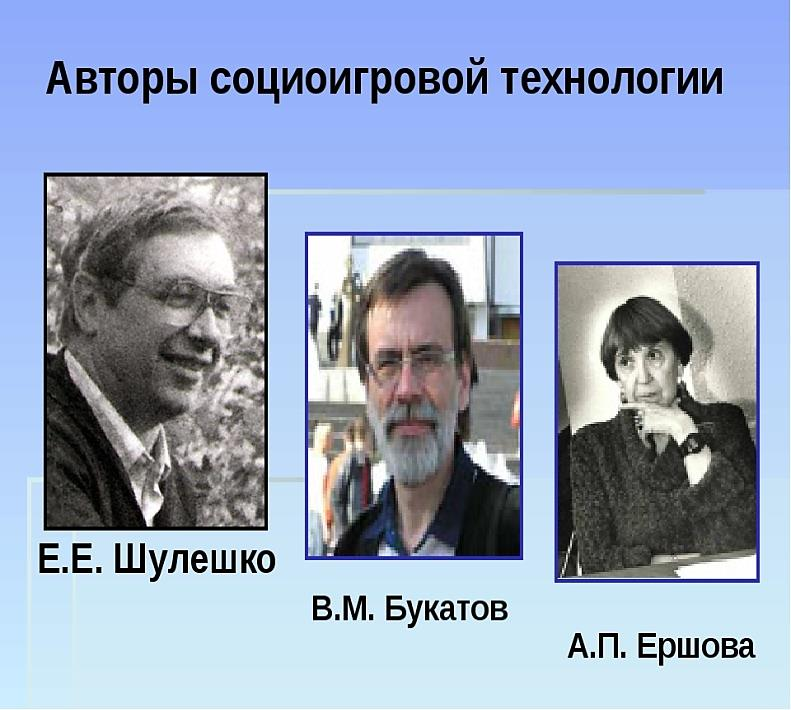 Авторы социоигровой технологии
Е.Е. Шулешко
В.М. Букатов
А.П. Ершова